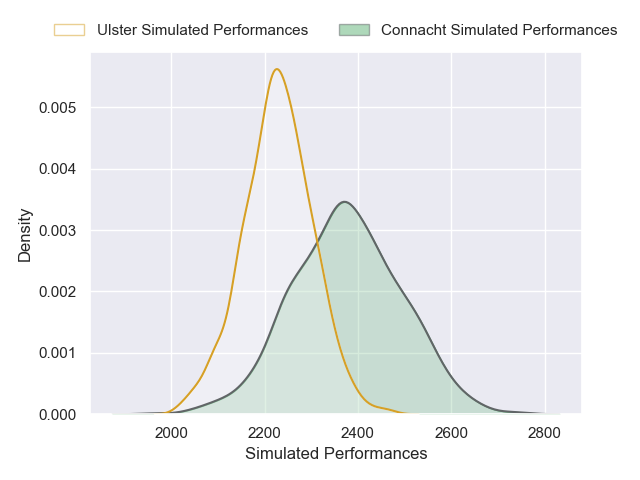 Ulster Simulated Performances Connacht Simulated Performances
Density
0.005
0.004
0.003
0.002
0.001
0.000
2000 2200 2400 2600 2800
Simulated Performances